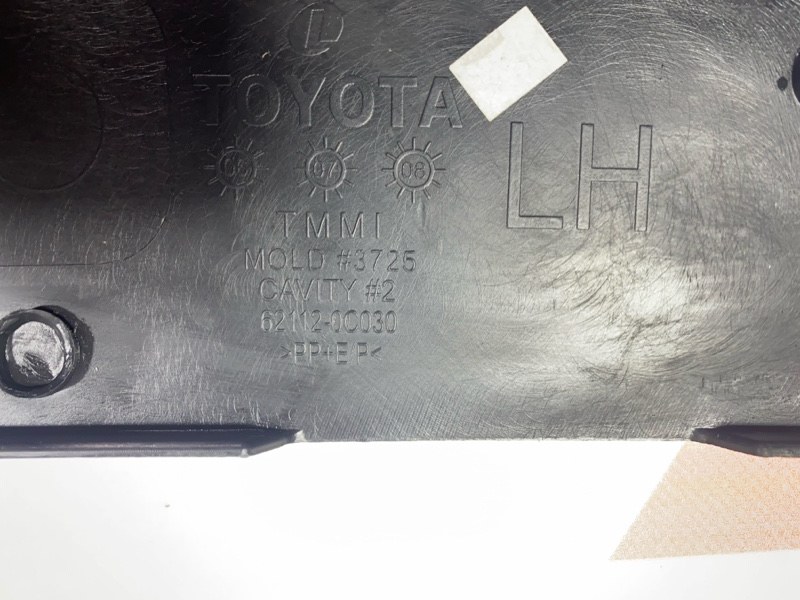 L
TOYOTA
06 07 08
LH
TMMI
MOLD #3725
CAVITY #2
62112-0C030
>PP+E/P<